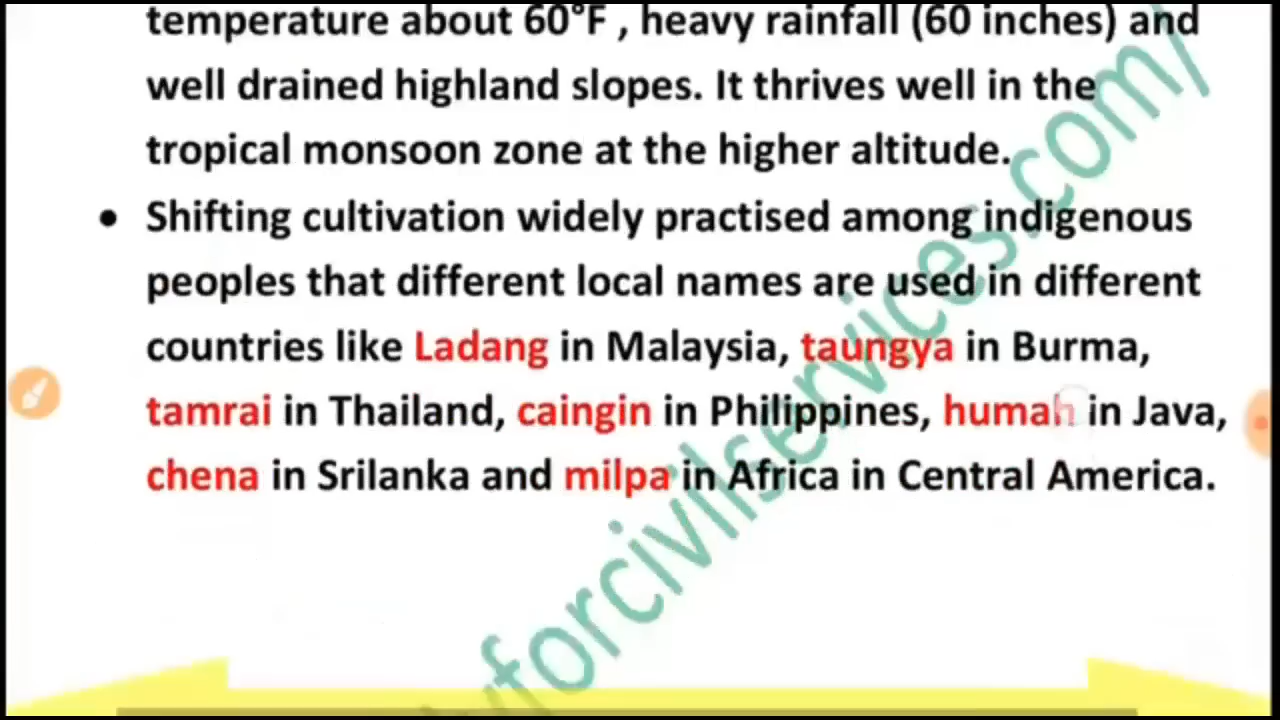 temperature about 60°F , heavy rainfall (60 inches) and
well drained highland slopes. It thrives well in the
tropical monsoon zone at the higher altitude.
• Shifting cultivation widely practised among indigenous
peoples that different local names are used in different
countries like Ladang in Malaysia, taungya in Burma,
tamrai in Thailand, caingin in Philippines, humah in Java,
chena in Srilanka and milpa in Africa in Central America.
yforcivilservices.com/